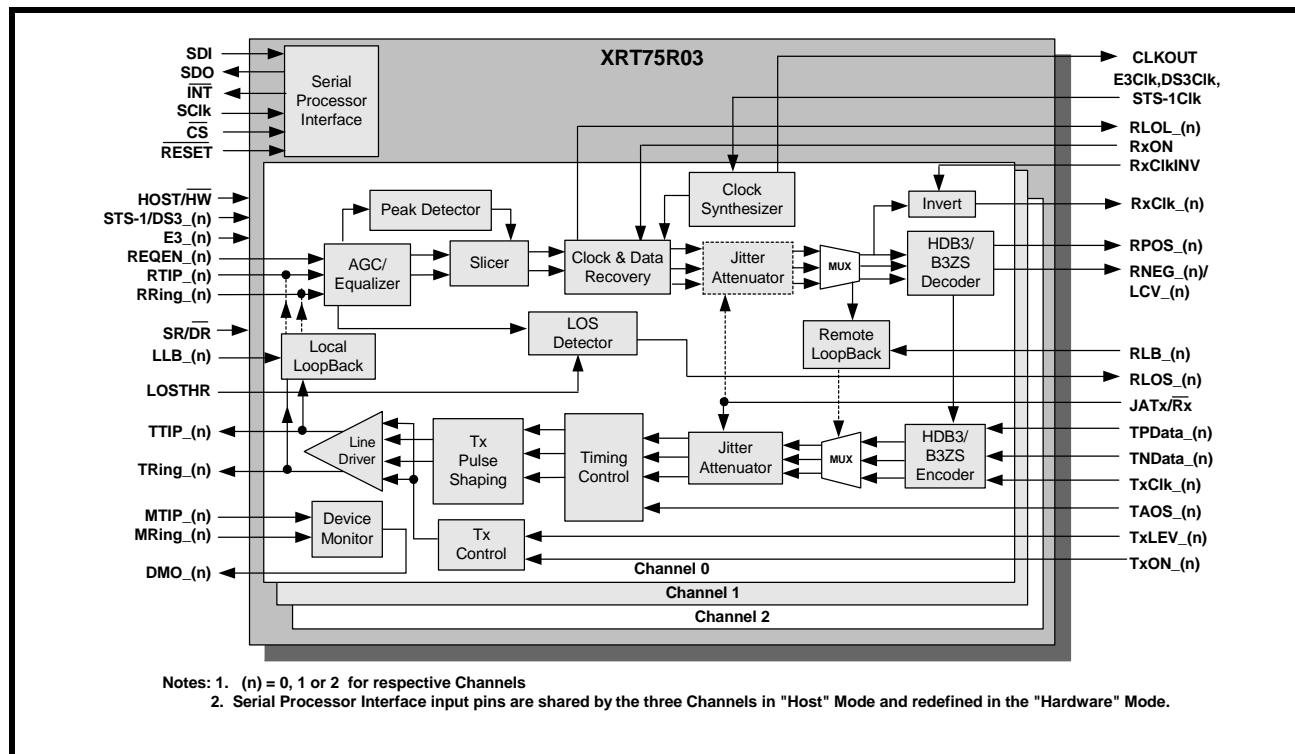 XRT75R03
SDI
SDO
INT
SClk
CS
RESET
Serial
Processor
Interface
CLKOUT
E3Clk,DS3Clk,
STS-1Clk
RLOL_(n)
RxON
RxClkINV
RxClk_(n)
RPOS_(n)
RNEG_(n)/
LCV_(n)
RLB_(n)
RLOS_(n)
JATx/Rx
TPData_(n)
TNData_(n)
TxClk_(n)
TAOS_(n)
TxLEV_(n)
TxON_(n)
HOST/HW
STS-1/DS3_(n)
E3_(n)
REQEN_(n)
RTIP_(n)
RRing_(n)
SR/DR
LLB_(n)
LOSTHR
TTIP_(n)
TRing_(n)
MTIP_(n)
MRing_(n)
DMO_(n)
Peak Detector
AGC/
Equalizer
Slicer
Clock & Data
Recovery
Clock
Synthesizer
Jitter
Attenuator
MUX
Invert
HDB3/
B3ZS
Decoder
LOS
Detector
Remote
LoopBack
Local
LoopBack
Line
Driver
Tx
Pulse
Shaping
Timing
Control
Jitter
Attenuator
MUX
HDB3/
B3ZS
Encoder
Device
Monitor
Tx
Control
Channel 0
Channel 1
Channel 2
Notes: 1. (n) = 0, 1 or 2 for respective Channels
2. Serial Processor Interface input pins are shared by the three Channels in "Host" Mode and redefined in the "Hardware" Mode.